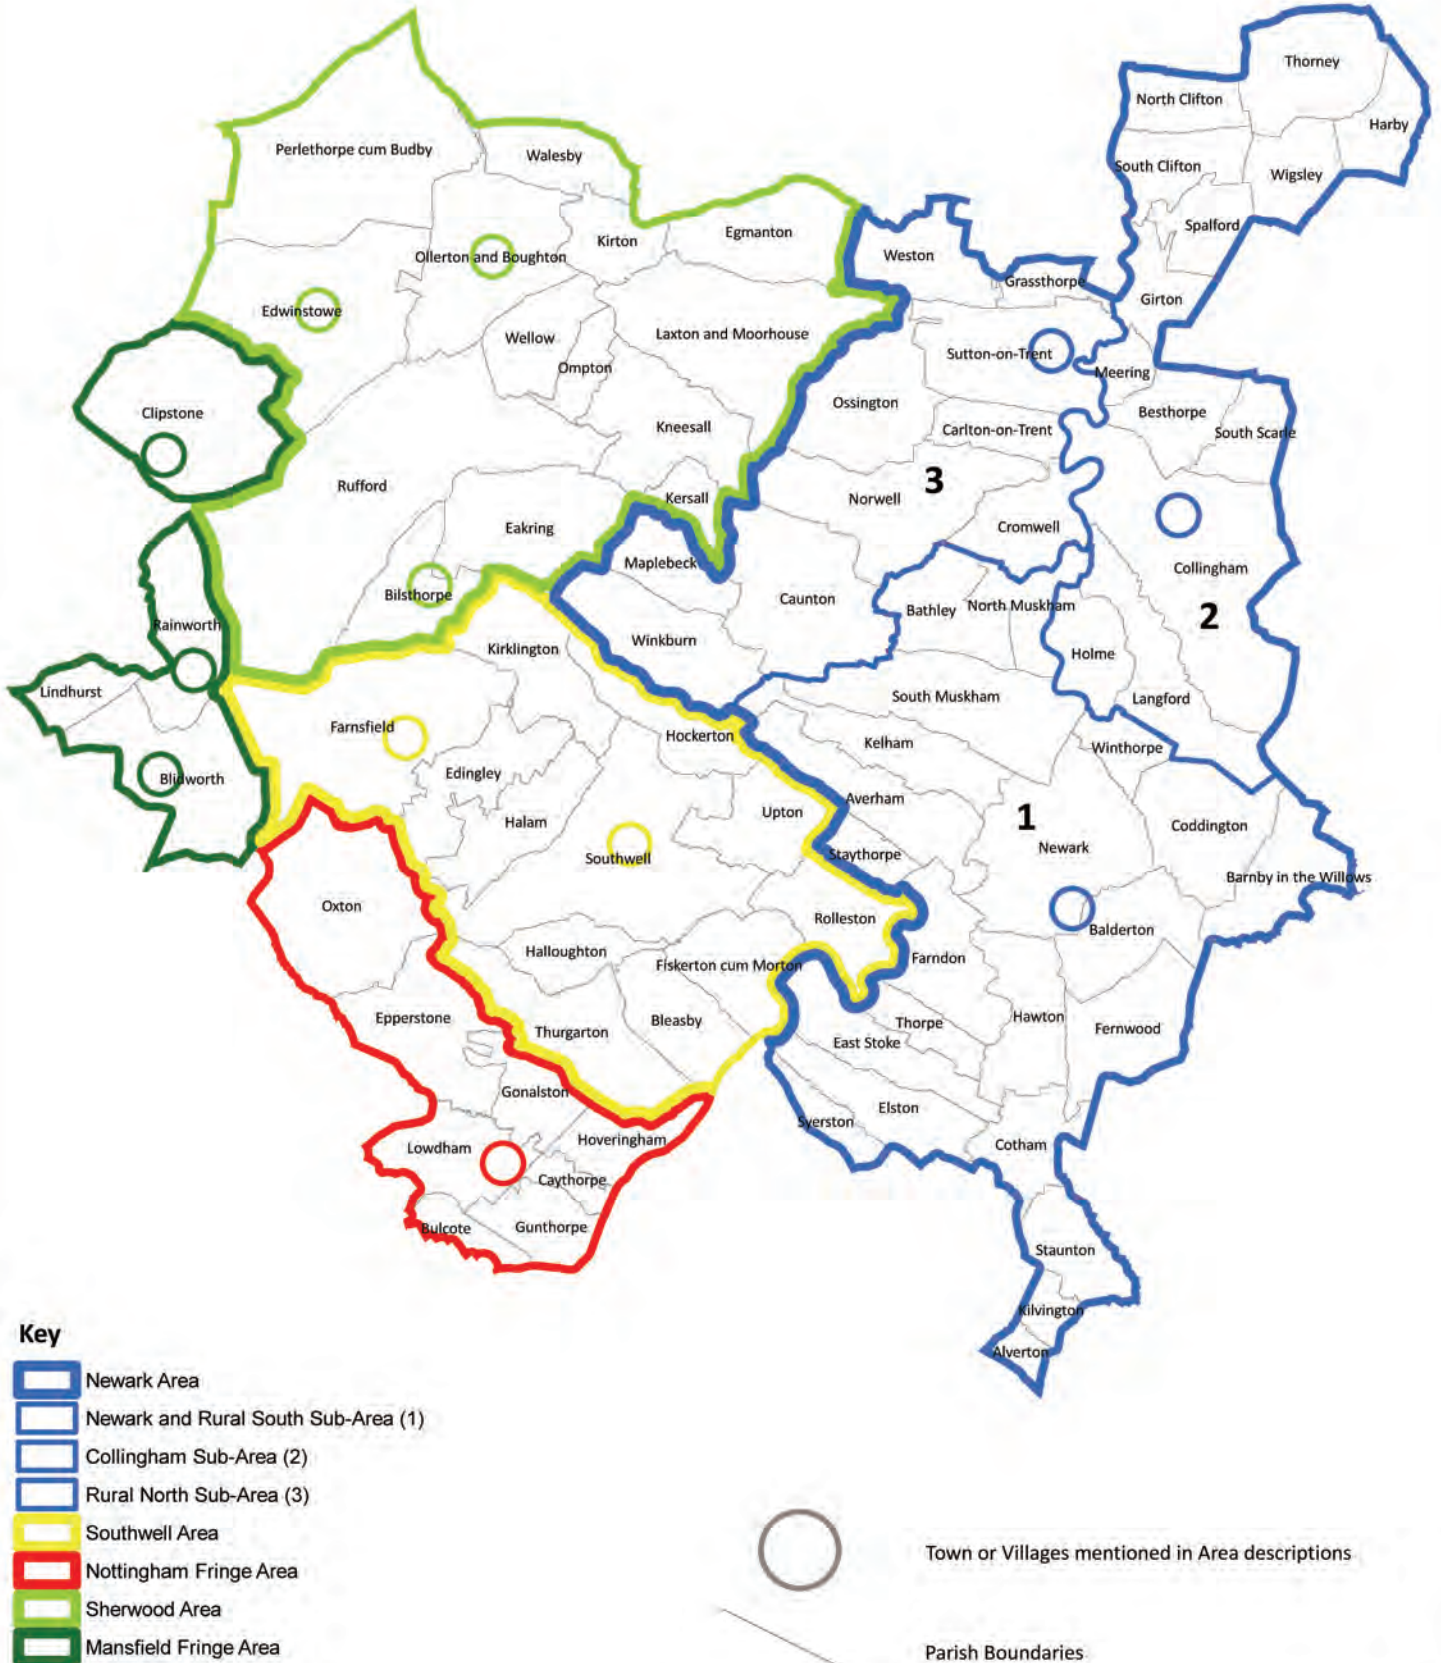 Thorney
North Clifton
Harby
Perlethorpe cum Budby
Walesby
South Clifton
Wigsley
Spalford
Egmanton
Kirton
Weston
Ollerton and Boughton
Grassthorpe
Girton
Edwinstowe
Laxton and Moorhouse
Wellow
Sutton-on-Trent
Ompton
Meering
Ossington
Clipstone
Besthorpe
Kneesall
Carlton-on-Trent
South Scarle
3
Rufford
Kersall
Norwell
Eakring
Cromwell
Maplebeck
Collingham
Bilsthorpe
Caunton
Bathley
North Muskham
2
Rainworth
Winkburn
Kirklington
Holme
Lindhurst
South Muskham
Langford
Farnsfield
Hockerton
Kelham
Winthorpe
Edingley
Blidworth
Averham
Upton
1
Halam
Coddington
Newark
Southwell
Staythorpe
Barnby in the Willows
Oxton
Rolleston
Balderton
Halloughton
Farndon
Fiskerton cum Morton
Epperstone
Bleasby
Thorpe
Hawton
Thurgarton
Fernwood
East Stoke
Gonalston
Elston
Syerston
Hoveringham
Lowdham
Cotham
Caythorpe
Bulcote
Gunthorpe
Staunton
Kilvington
Alverton
Key
Newark Area
Newark and Rural South Sub-Area (1)
Collingham Sub-Area (2)
Rural North Sub-Area (3)
Southwell Area
Nottingham Fringe Area
Sherwood Area
Mansfield Fringe Area
Town or Villages mentioned in Area descriptions
Parish Boundaries